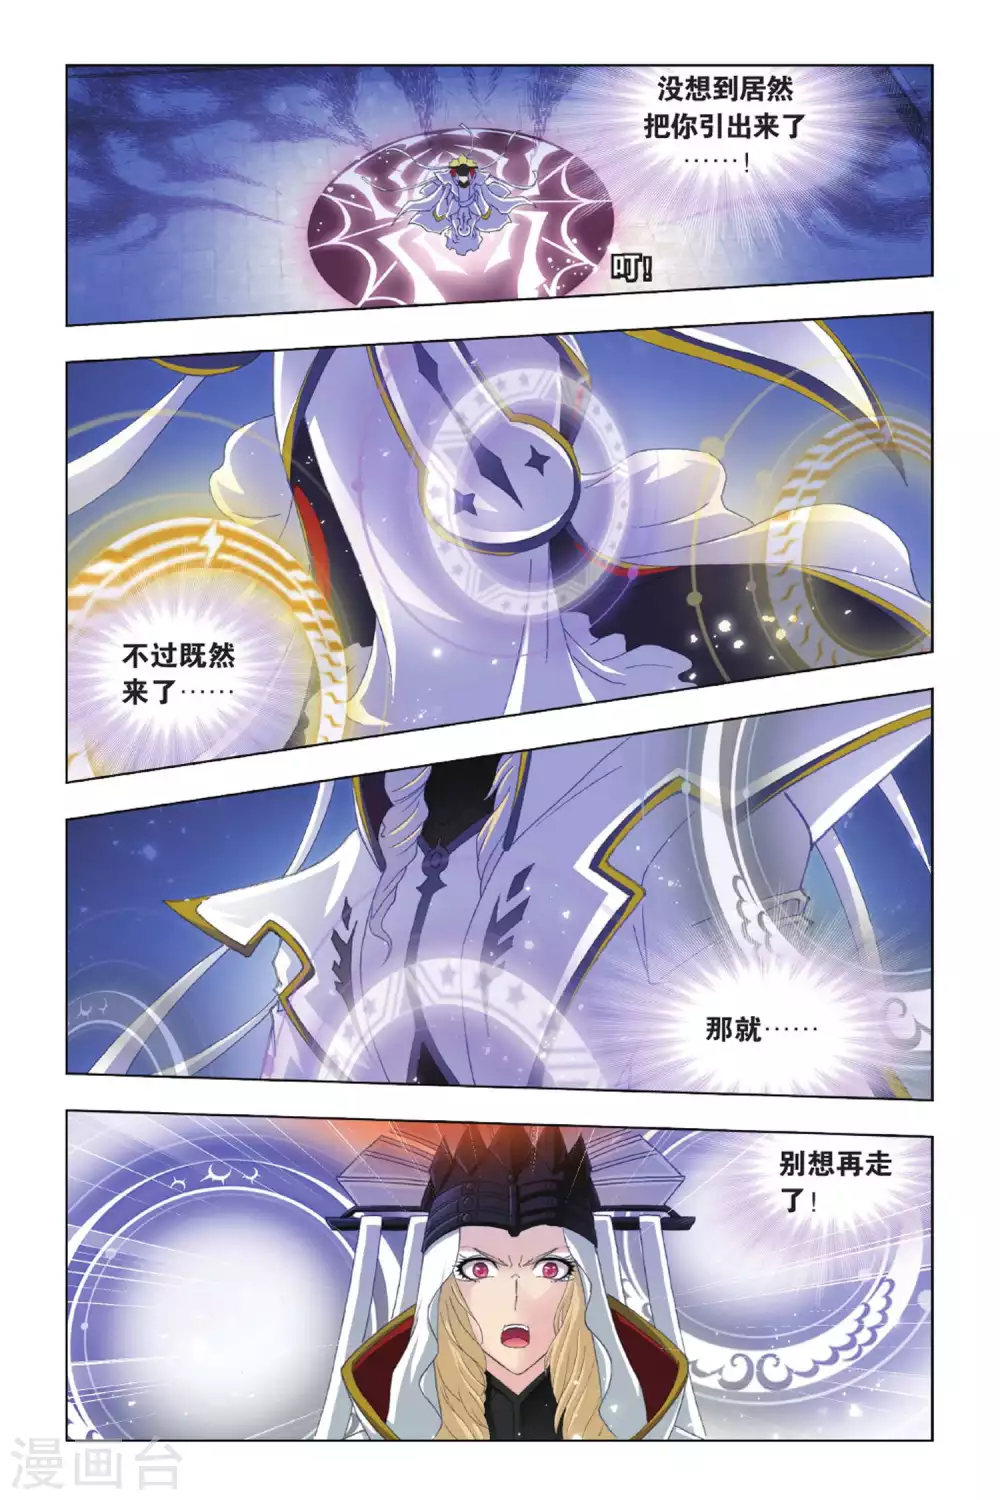 没想到居然
把你引出来了
……！
叮!
不过既然
来了……
那就……
别想再走
了！
漫画台